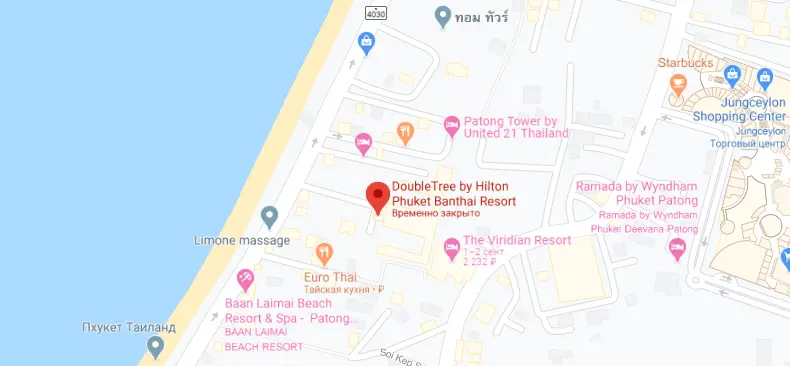 4030
ทอม ทัวร์
Starbucks
Jungceylon
Shopping Center
Jungceylon
Торговый центр
Patong Tower by
United 21 Thailand
DoubleTree by Hilton
Phuket Banthai Resort
Временно закрыто
Ramada by Wyndham
Phuket Patong
Ramada by Wyndham
Phuket Deevana Patong
Limone massage
The Viridian Resort
1–2 сент.
2 232 ₽
Euro Thai
Тайская кухня • ₽
Baan Laimai Beach
Resort & Spa - Patong...
BAAN LAIMAI
BEACH RESORT
Пхукет Таиланд
Soi Kep S